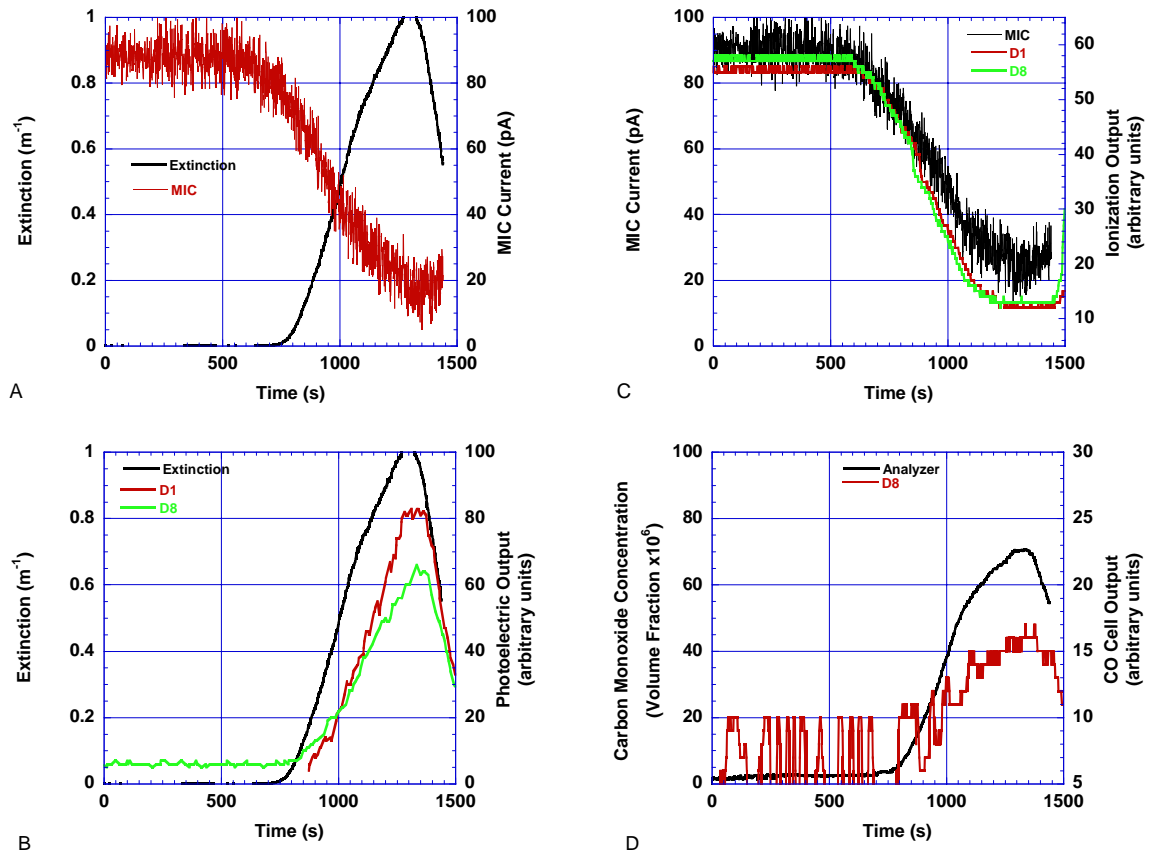 1
0.8
0.6
0.4
0.2
0
100
80
60
40
20
0
0
500
1000
1500
Extinction (m-1)
MIC Current (pA)
Extinction
MIC
Time (s)
A
100
80
60
40
20
0
60
50
40
30
20
10
0
500
1000
1500
MIC Current (pA)
Ionization Output
(arbitrary units)
MIC
D1
D8
Time (s)
C
1
0.8
0.6
0.4
0.2
0
100
80
60
40
20
0
0
500
1000
1500
Extinction (m-1)
Photoelectric Output
(arbitrary units)
Extinction
D1
D8
Time (s)
B
100
80
60
40
20
0
30
25
20
15
10
5
0
500
1000
1500
Carbon Monoxide Concentration
(Volume Fraction x106)
CO Cell Output
(arbitrary units)
Analyzer
D8
Time (s)
D